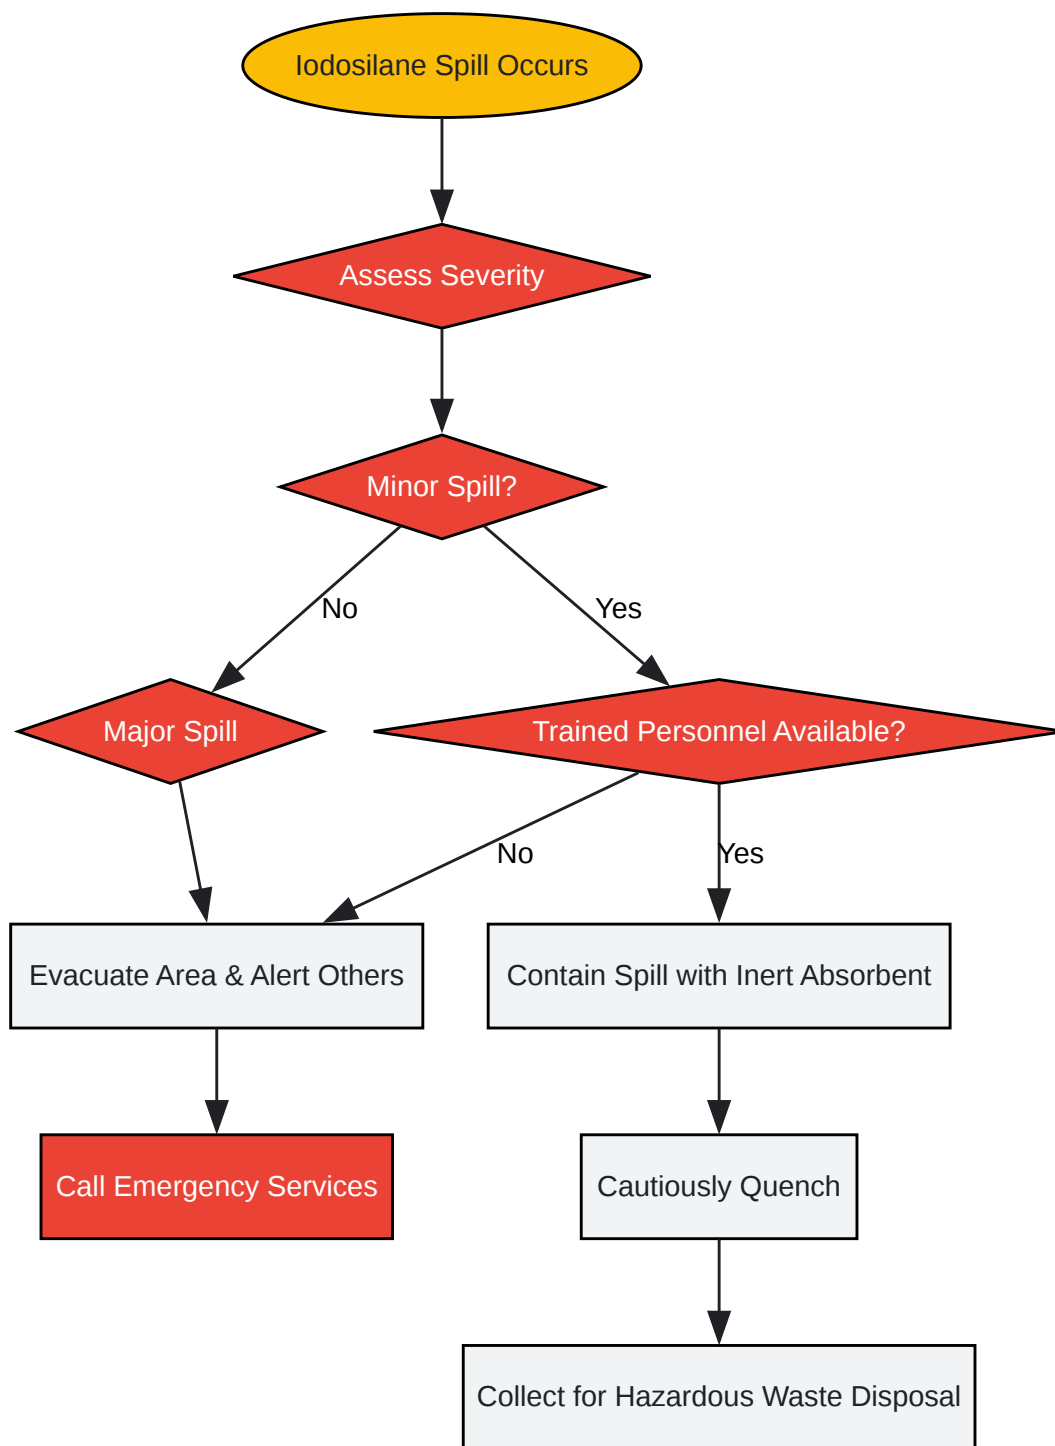 Iodosilane Spill Occurs
Assess Severity
Minor Spill?
No
Yes
Major Spill
Trained Personnel Available?
No
Yes
Evacuate Area & Alert Others
Contain Spill with Inert Absorbent
Call Emergency Services
Cautiously Quench
Collect for Hazardous Waste Disposal